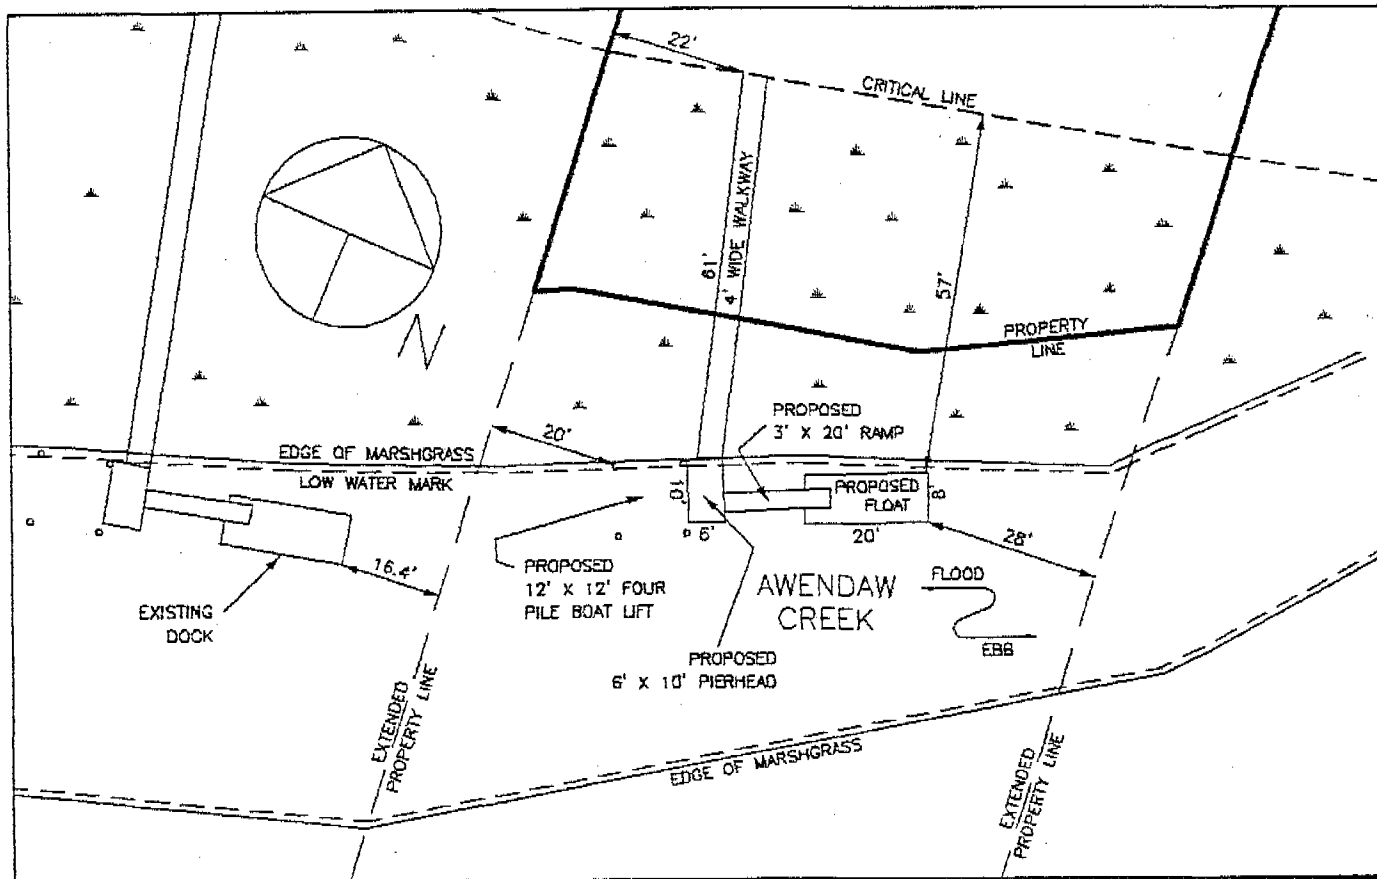 22'
CRITICAL LINE
61'
4' WIDE WALKWAY
57'
N
PROPERTY
LINE
PROPOSED
3' X 20' RAMP
20'
EDGE OF MARSHGRASS
LOW WATER MARK
10'
6'
PROPOSED
FLOAT
8'
20'
28'
16.4'
EXISTING
DOCK
PROPOSED
12' X 12' FOUR
PILE BOAT LIFT
AWENDAW
CREEK
FLOOD
EBB
PROPOSED
6' X 10' PIERHEAD
EXTENDED
PROPERTY LINE
EDGE OF MARSHGRASS
EXTENDED
PROPERTY LINE